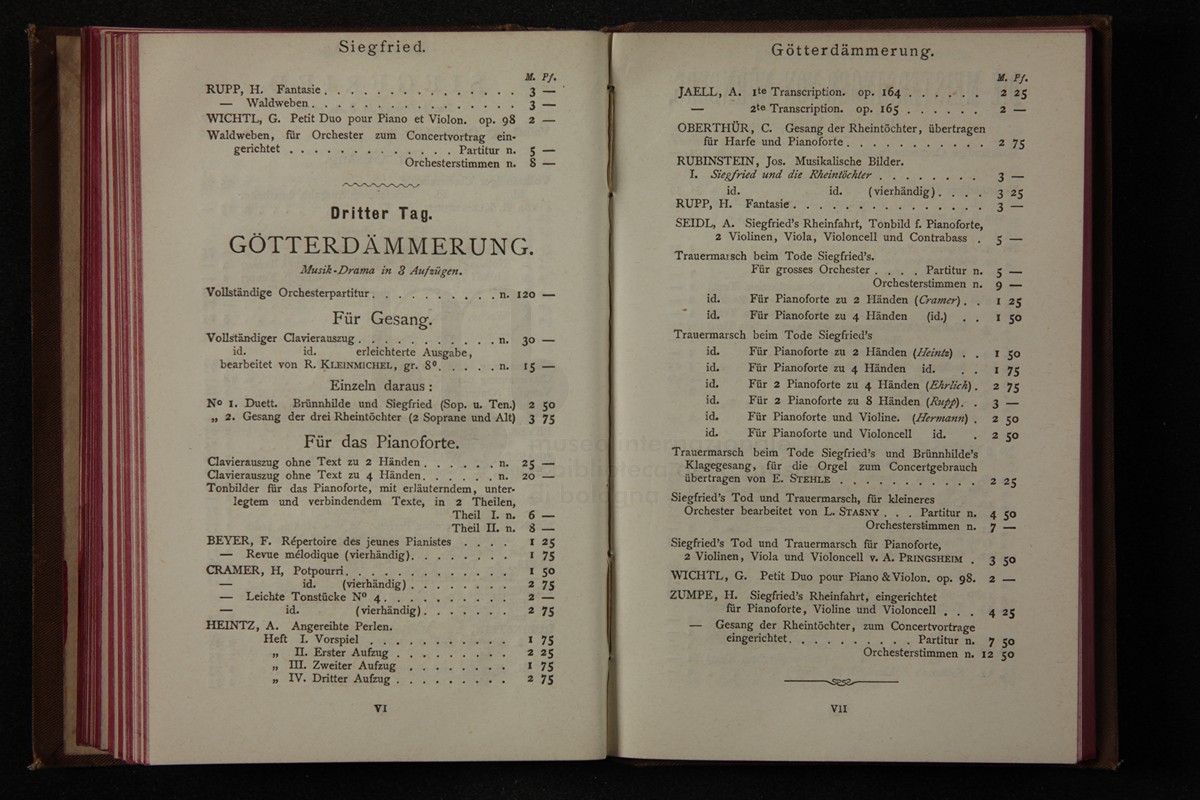 Siegfried.
M. Pf.
RUPP, H. Fantasie . . . . . . . . . . . . . . . 3 —
— Waldweben . . . . . . . . . . . . . . . . 3 —
WICHTL, G. Petit Duo pour Piano et Violon. op. 98 2 —
Waldweben, für Orchester zum Concertvortrag ein-
gerichtet . . . . . . . . . . . . . Partitur n. 5 —
Orchesterstimmen n. 8 —
Dritter Tag.
GÖTTERDÄMMERUNG.
Musik-Drama in 3 Aufzügen.
Vollständige Orchesterpartitur . . . . . . . . . . n. 120 —
Für Gesang.
Vollständiger Clavierauszug . . . . . . . . . . . n. 30 —
id. id. erleichterte Ausgabe,
bearbeitet von R. KLEINMICHEL, gr. 8º. . . . . . n. 15 —
Einzeln daraus :
Nº 1. Duett. Brünnhilde und Siegfried (Sop. u. Ten.) 2 50
„ 2. Gesang der drei Rheintöchter (2 Soprane und Alt) 3 75
Für das Pianoforte.
Clavierauszug ohne Text zu 2 Händen . . . . . . n. 25 —
Clavierauszug ohne Text zu 4 Händen . . . . . . n. 20 —
Tonbilder für das Pianoforte, mit erläuterndem, unter-
legtem und verbindendem Texte, in 2 Theilen,
Theil I. n. 6 —
Theil II. n. 8 —
BEYER, F. Répertoire des jeunes Pianistes . . . . 1 25
— Revue mélodique (vierhändig) . . . . . . . . 1 75
CRAMER, H, Potpourri . . . . . . . . . . . . . 1 50
— id. (vierhändig) . . . . . . . . 2 75
— Leichte Tonstücke Nº 4 . . . . . . . . . . 2 —
— id. (vierhändig) . . . . . . . 2 75
HEINTZ, A. Angereihte Perlen.
Heft I. Vorspiel . . . . . . . . . . . 1 75
„ II. Erster Aufzug . . . . . . . . . 2 25
„ III. Zweiter Aufzug . . . . . . . . 1 75
„ IV. Dritter Aufzug . . . . . . . . . 2 75
VI
Götterdämmerung.
M. Pf.
JAELL, A. 1te Transcription. op. 164 . . . . . . 2 25
— 2te Transcription. op. 165 . . . . . . 2 —
OBERTHÜR, C. Gesang der Rheintöchter, übertragen
für Harfe und Pianoforte . . . . . . . . . . . 2 75
RUBINSTEIN, Jos. Musikalische Bilder.
I. Siegfried und die Rheintöchter . . . . . . . . 3 —
id. id. (vierhändig) . . . . 3 25
RUPP, H. Fantasie . . . . . . . . . . . . . . . 3 —
SEIDL, A. Siegfried's Rheinfahrt, Tonbild f. Pianoforte,
2 Violinen, Viola, Violoncell und Contrabass . 5 —
Trauermarsch beim Tode Siegfried's.
Für grosses Orchester . . . . Partitur n. 5 —
Orchesterstimmen n. 9 —
id. Für Pianoforte zu 2 Händen (Cramer) . . 1 25
id. Für Pianoforte zu 4 Händen (id.) . . 1 50
Trauermarsch beim Tode Siegfried's
id. Für Pianoforte zu 2 Händen (Heintz) . . 1 50
id. Für Pianoforte zu 4 Händen id. . . 1 75
id. Für 2 Pianoforte zu 4 Händen (Ehrlich) . 2 75
id. Für 2 Pianoforte zu 8 Händen (Rupp) . . 3 —
id. Für Pianoforte und Violine. (Hermann) . 2 50
id. Für Pianoforte und Violoncell id. . 2 50
Trauermarsch beim Tode Siegfried's und Brünnhilde's
Klagegesang, für die Orgel zum Concertgebrauch
übertragen von E. STEHLE . . . . . . . . . . . 2 25
Siegfried's Tod und Trauermarsch, für kleineres
Orchester bearbeitet von L. STASNY . . . Partitur n. 4 50
Orchesterstimmen n. 7 —
Siegfried's Tod und Trauermarsch für Pianoforte,
2 Violinen, Viola und Violoncell v. A. PRINGSHEIM . 3 50
WICHTL, G. Petit Duo pour Piano & Violon. op. 98. 2 —
ZUMPE, H. Siegfried's Rheinfahrt, eingerichtet
für Pianoforte, Violine und Violoncell . . . 4 25
— Gesang der Rheintöchter, zum Concertvortrage
eingerichtet . . . . . . . . . . Partitur n. 7 50
Orchesterstimmen n. 12 50
VII
museo internazionale
biblioteca
di bologna